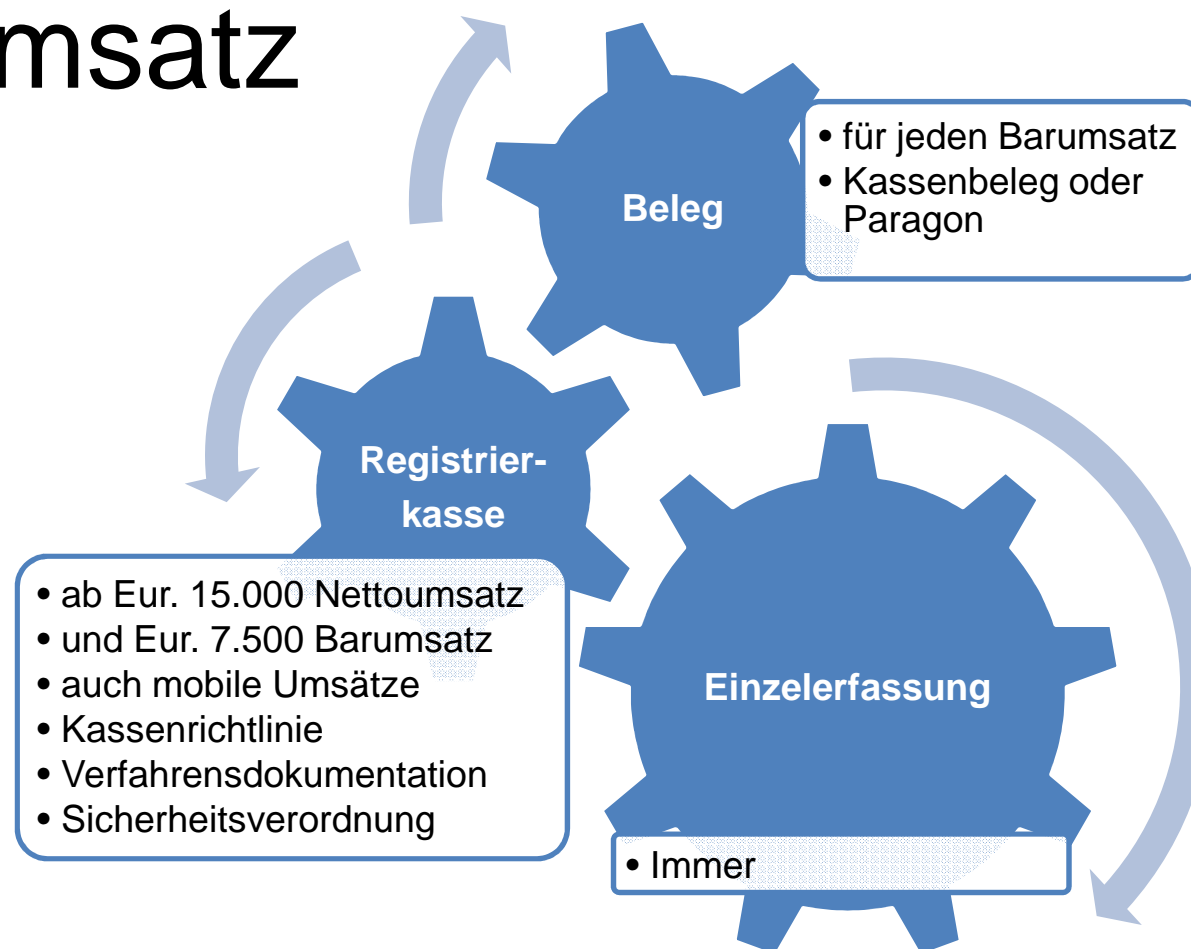 msatz
Beleg
• für jeden Barumsatz
• Kassenbeleg oder
Paragon
Registrier-
kasse
• ab Eur. 15.000 Nettoumsatz
• und Eur. 7.500 Barumsatz
• auch mobile Umsätze
• Kassenrichtlinie
• Verfahrensdokumentation
• Sicherheitsverordnung
Einzelerfassung
• Immer